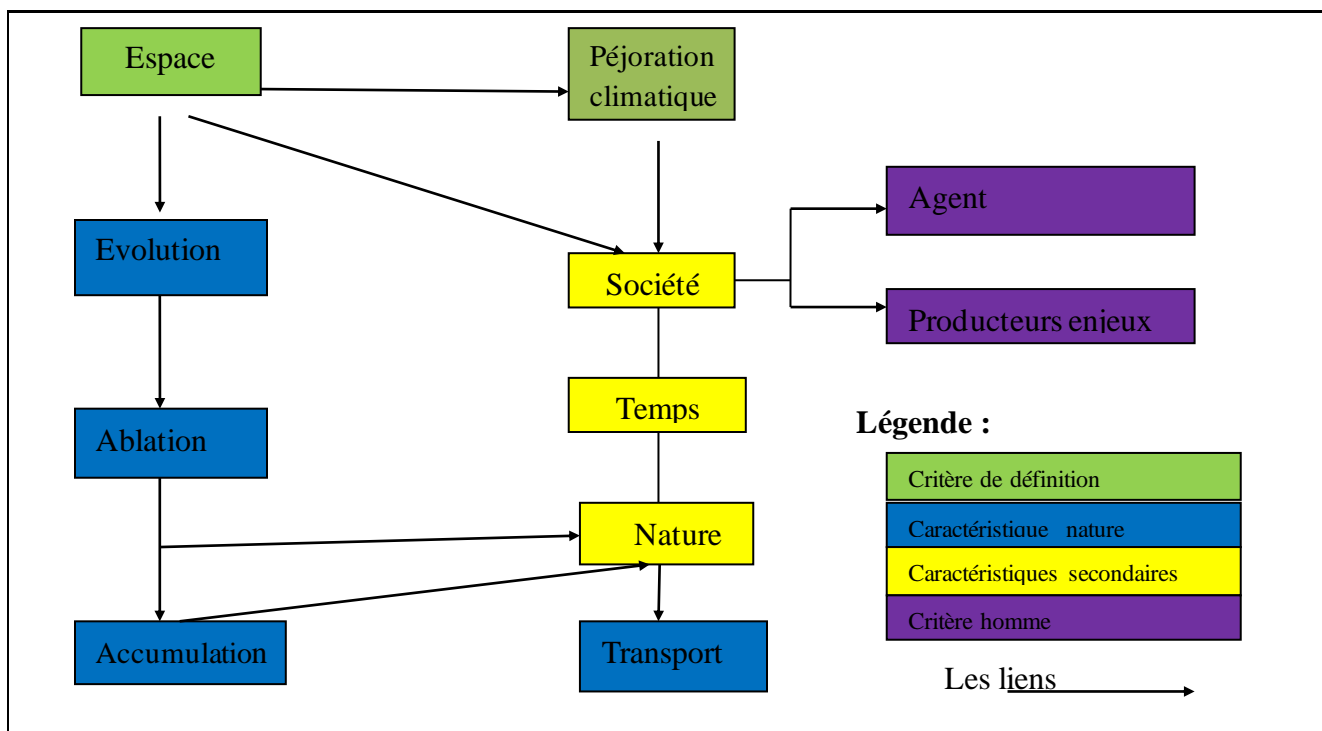 Espace
Péjoration
climatique
Agent
Evolution
Société
Producteurs enjeux
Temps
Ablation
Légende :
Critère de définition
Caractéristique nature
Caractéristiques secondaires
Critère homme
Nature
Accumulation
Transport
Les liens